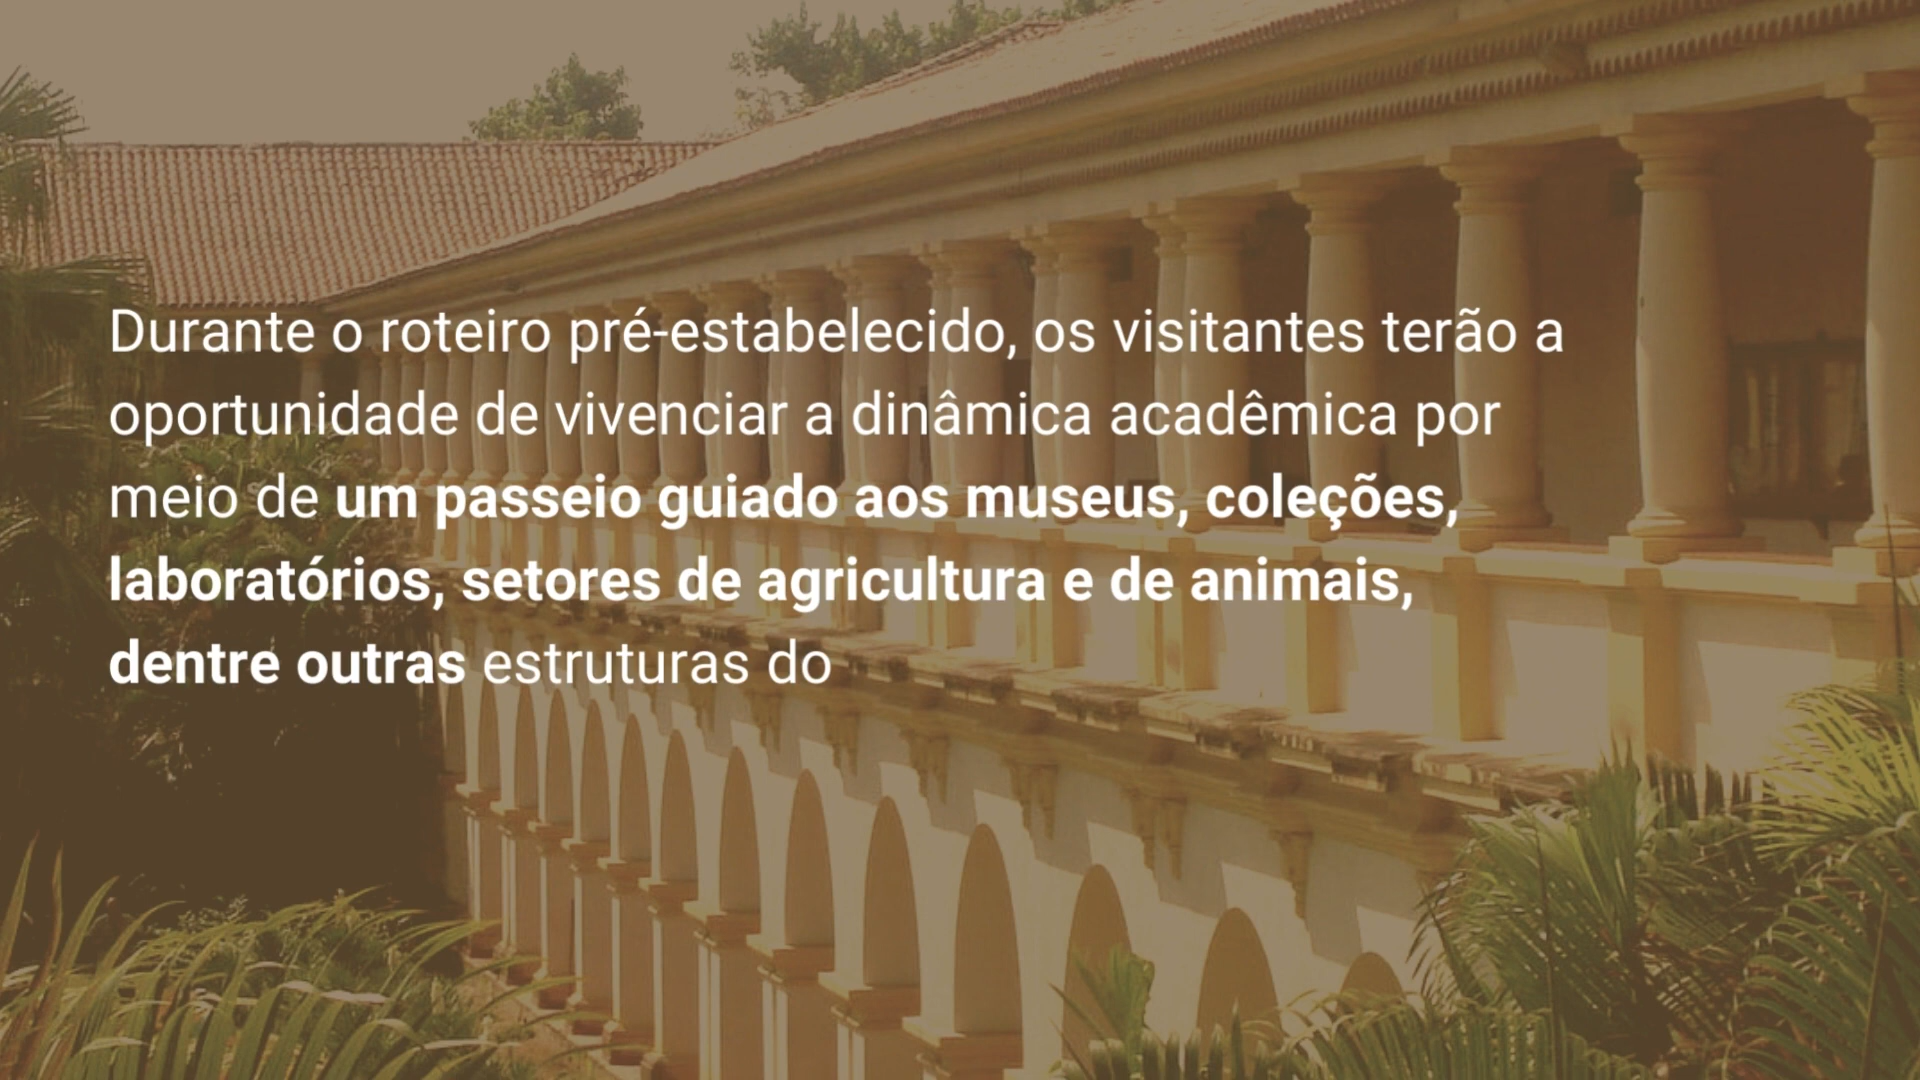 Durante o roteiro pré-estabelecido, os visitantes terão a
oportunidade de vivenciar a dinâmica acadêmica por
meio de um passeio guiado aos museus, coleções,
laboratórios, setores de agricultura e de animais,
dentre outras estruturas do